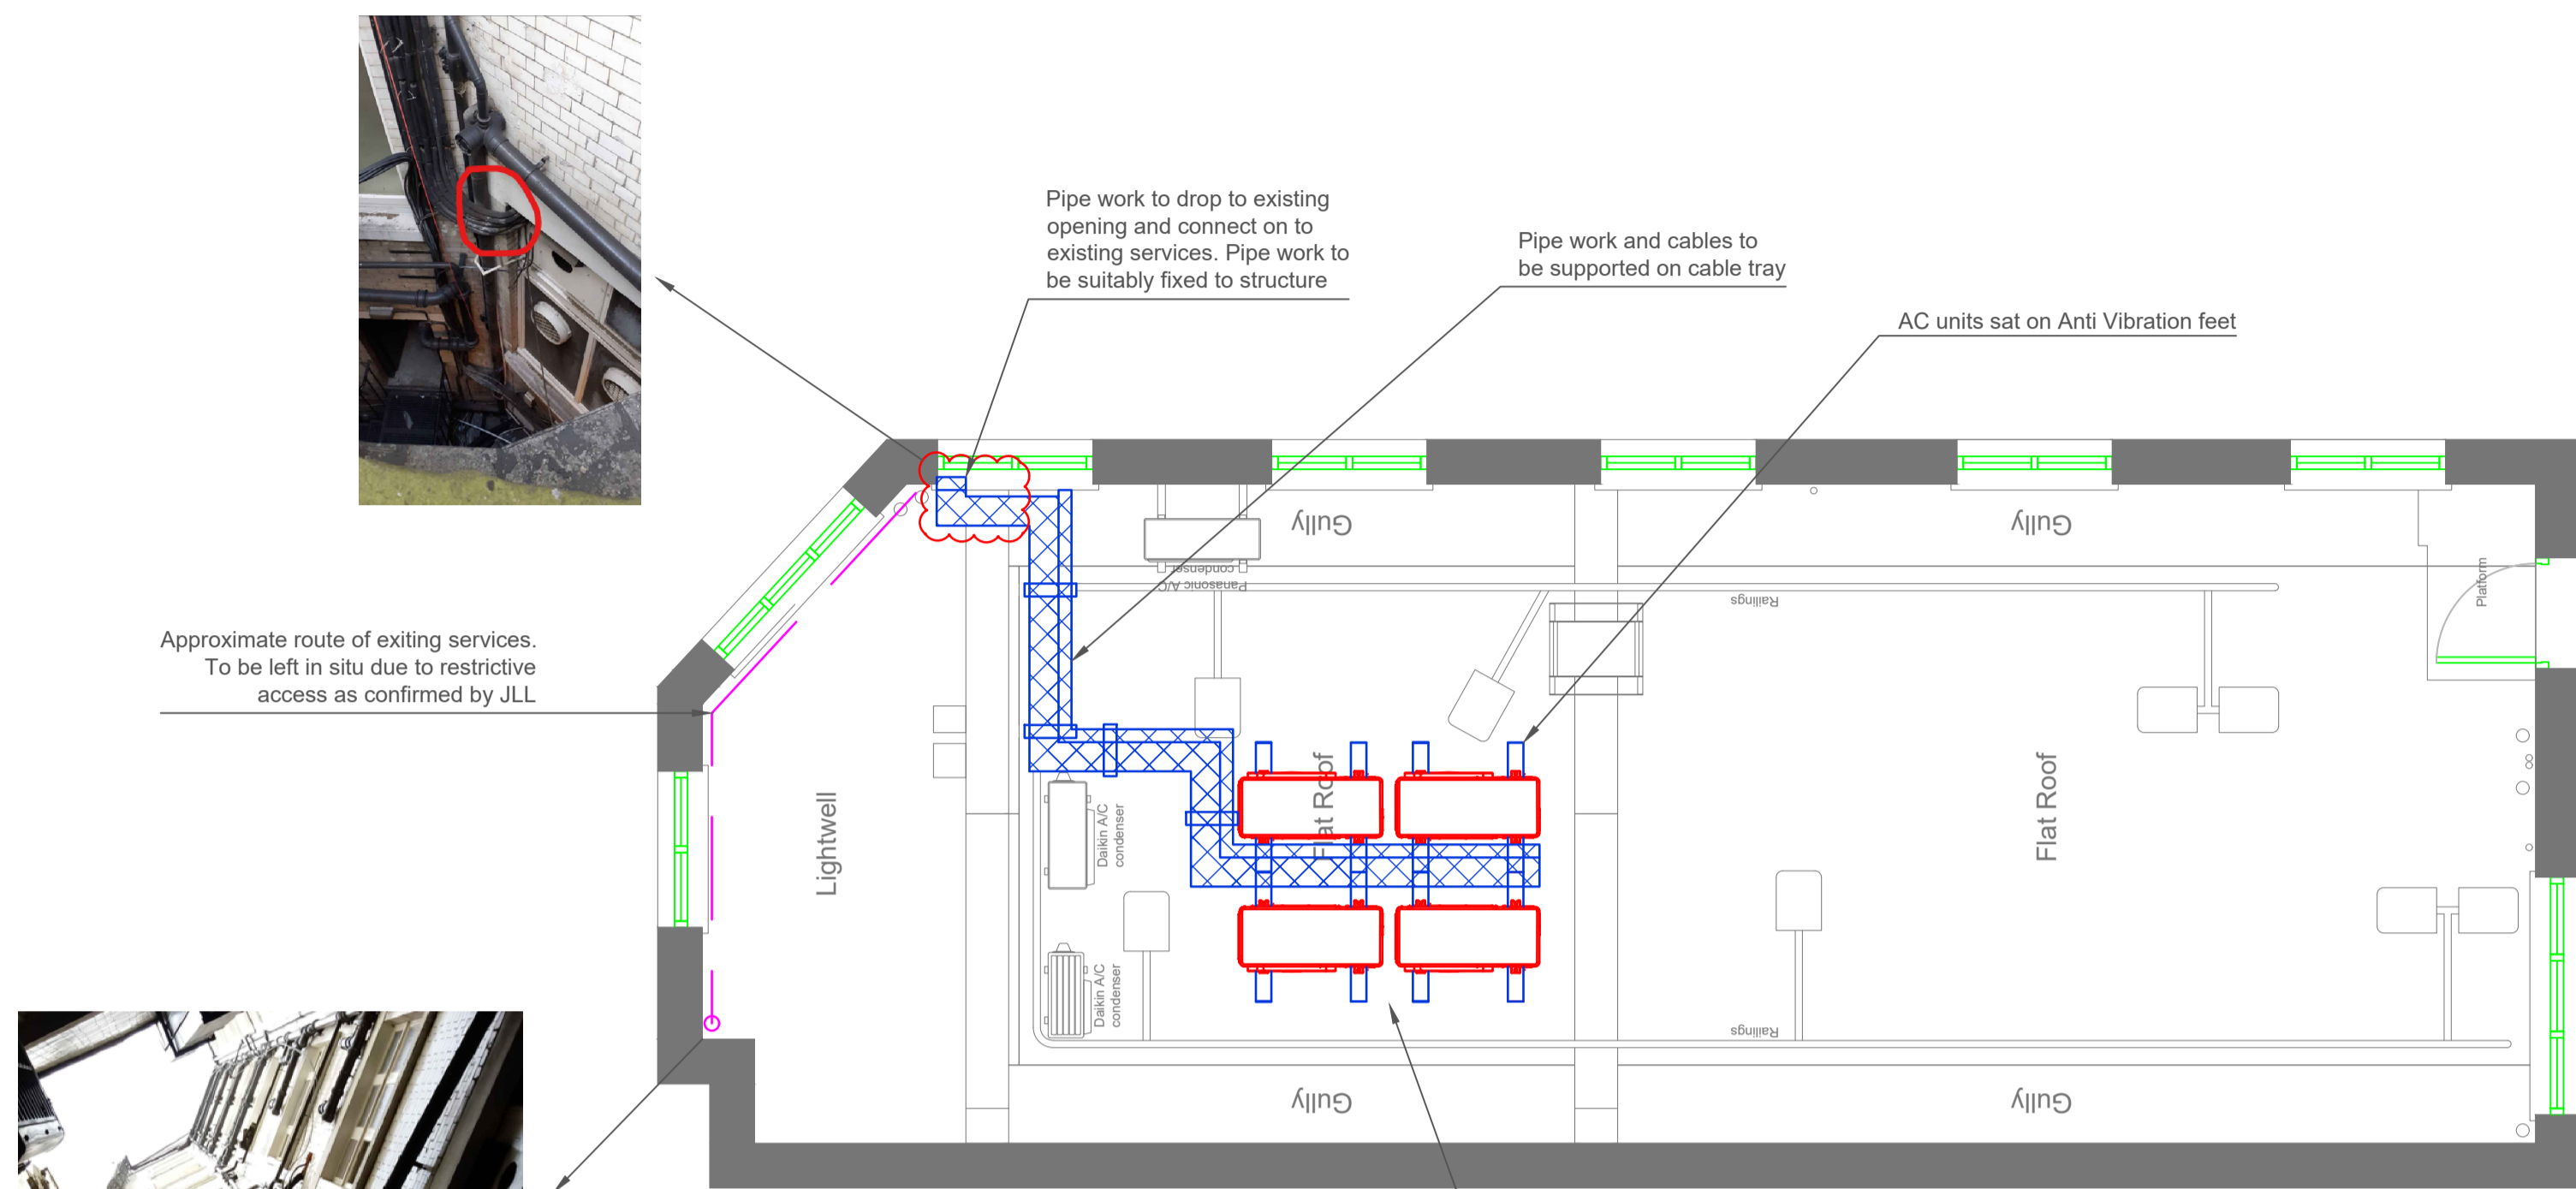 Pipe work to drop to existing
opening and connect on to
existing services. Pipe work to
be suitably fixed to structure
Pipe work and cables to
be supported on cable tray
AC units sat on Anti Vibration feet
Approximate route of exiting services.
To be left in situ due to restrictive
access as confirmed by JLL
Gully
Gully
Panasonic A/C
condenser
Railings
Platform
Lightwell
Daikin A/C
condenser
Flat Roof
Flat Roof
Daikin A/C
condenser
Railings
Gully
Gully